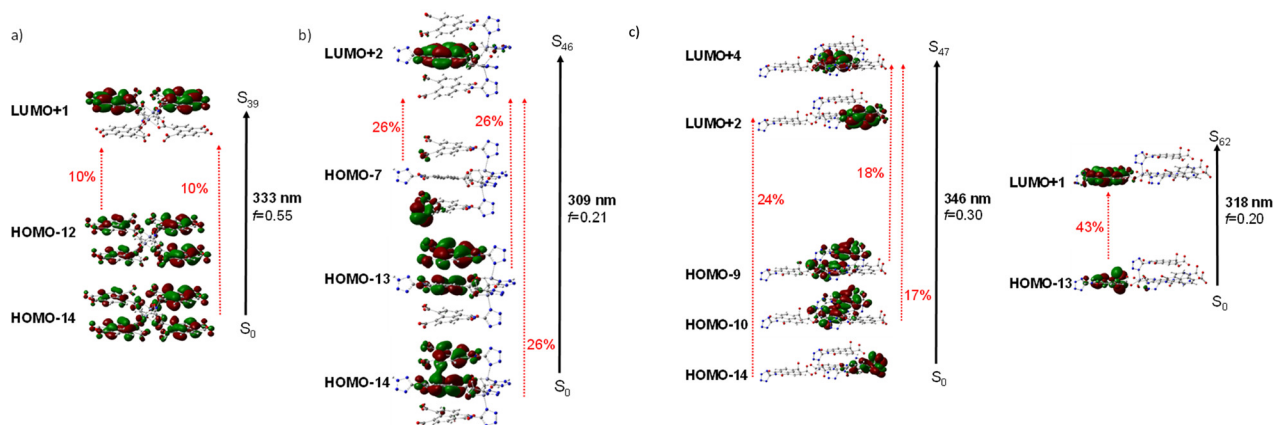 a)
S39
LUMO+1
10%
10%
333 nm
f=0.55
HOMO-12
HOMO-14
S0
b)
S46
LUMO+2
26%
26%
HOMO-7
309 nm
f=0.21
HOMO-13
26%
HOMO-14
S0
c)
S47
LUMO+4
LUMO+2
18%
24%
346 nm
f=0.30
HOMO-9
17%
HOMO-10
HOMO-14
S0
S62
LUMO+1
318 nm
f=0.20
43%
HOMO-13
S0